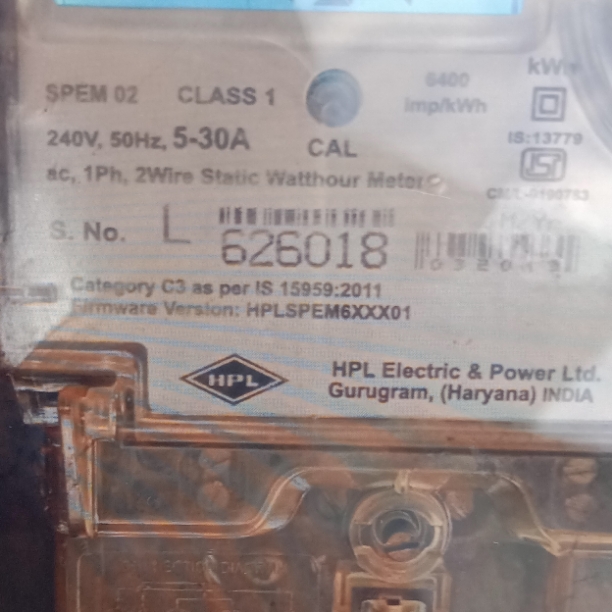 kWh
SPEM 02 CLASS 1 6400
imp/kWh
240V, 50Hz, 5-30A CAL IS:13779
ac, 1Ph, 2Wire Static Watthour Meter
S. No. L 626018
Category C3 as per IS 15959:2011
Firmware Version: HPLSPEM6XXX01
HPL
HPL Electric & Power Ltd.
Gurugram, (Haryana) INDIA